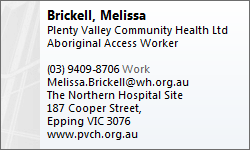 Brickell, Melissa
Plenty Valley Community Health Ltd
Aboriginal Access Worker
(03) 9409-8706 Work
Melissa.Brickell@wh.org.au
The Northern Hospital Site
187 Cooper Street,
Epping VIC 3076
www.pvch.org.au